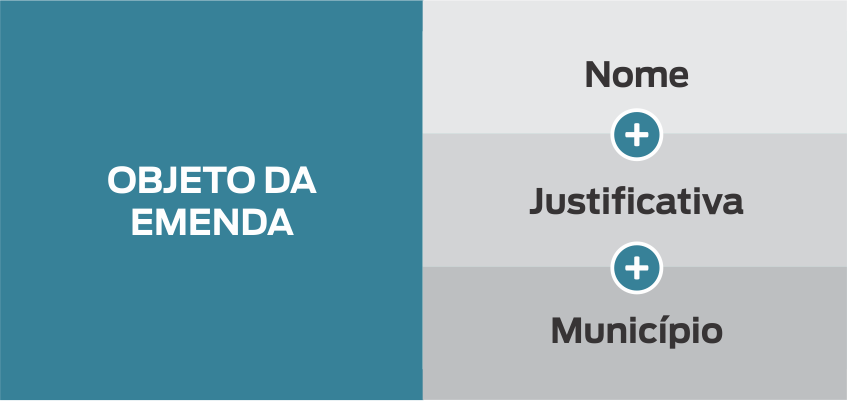 OBJETO DA
EMENDA
Nome
+
Justificativa
+
Município